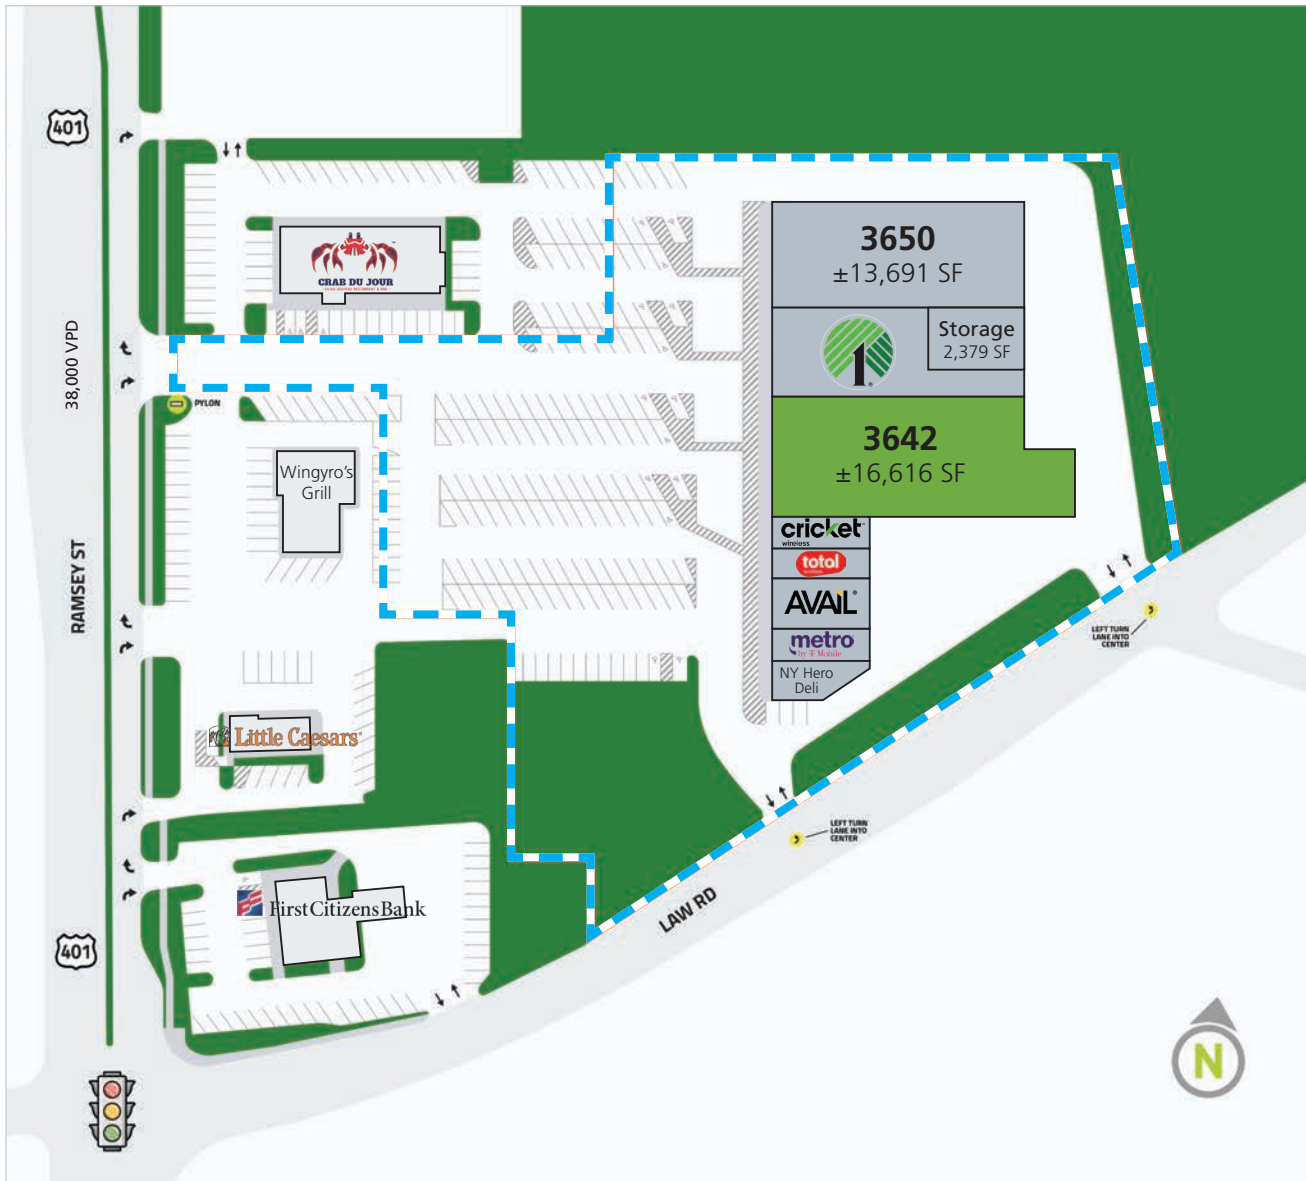 401
38,000 VPD
RAMSEY ST
401
CRAB DU JOUR
PYLON
Wingyro's
Grill
Little Caesars
FirstCitizensBank
3650
±13,691 SF
1
Storage
2,379 SF
3642
±16,616 SF
cricket
wireless
total
AVAIL
metro
by T Mobile
NY Hero
Deli
LEFT TURN
LANE INTO
CENTER
LEFT TURN
LANE INTO
CENTER
LAW RD
N